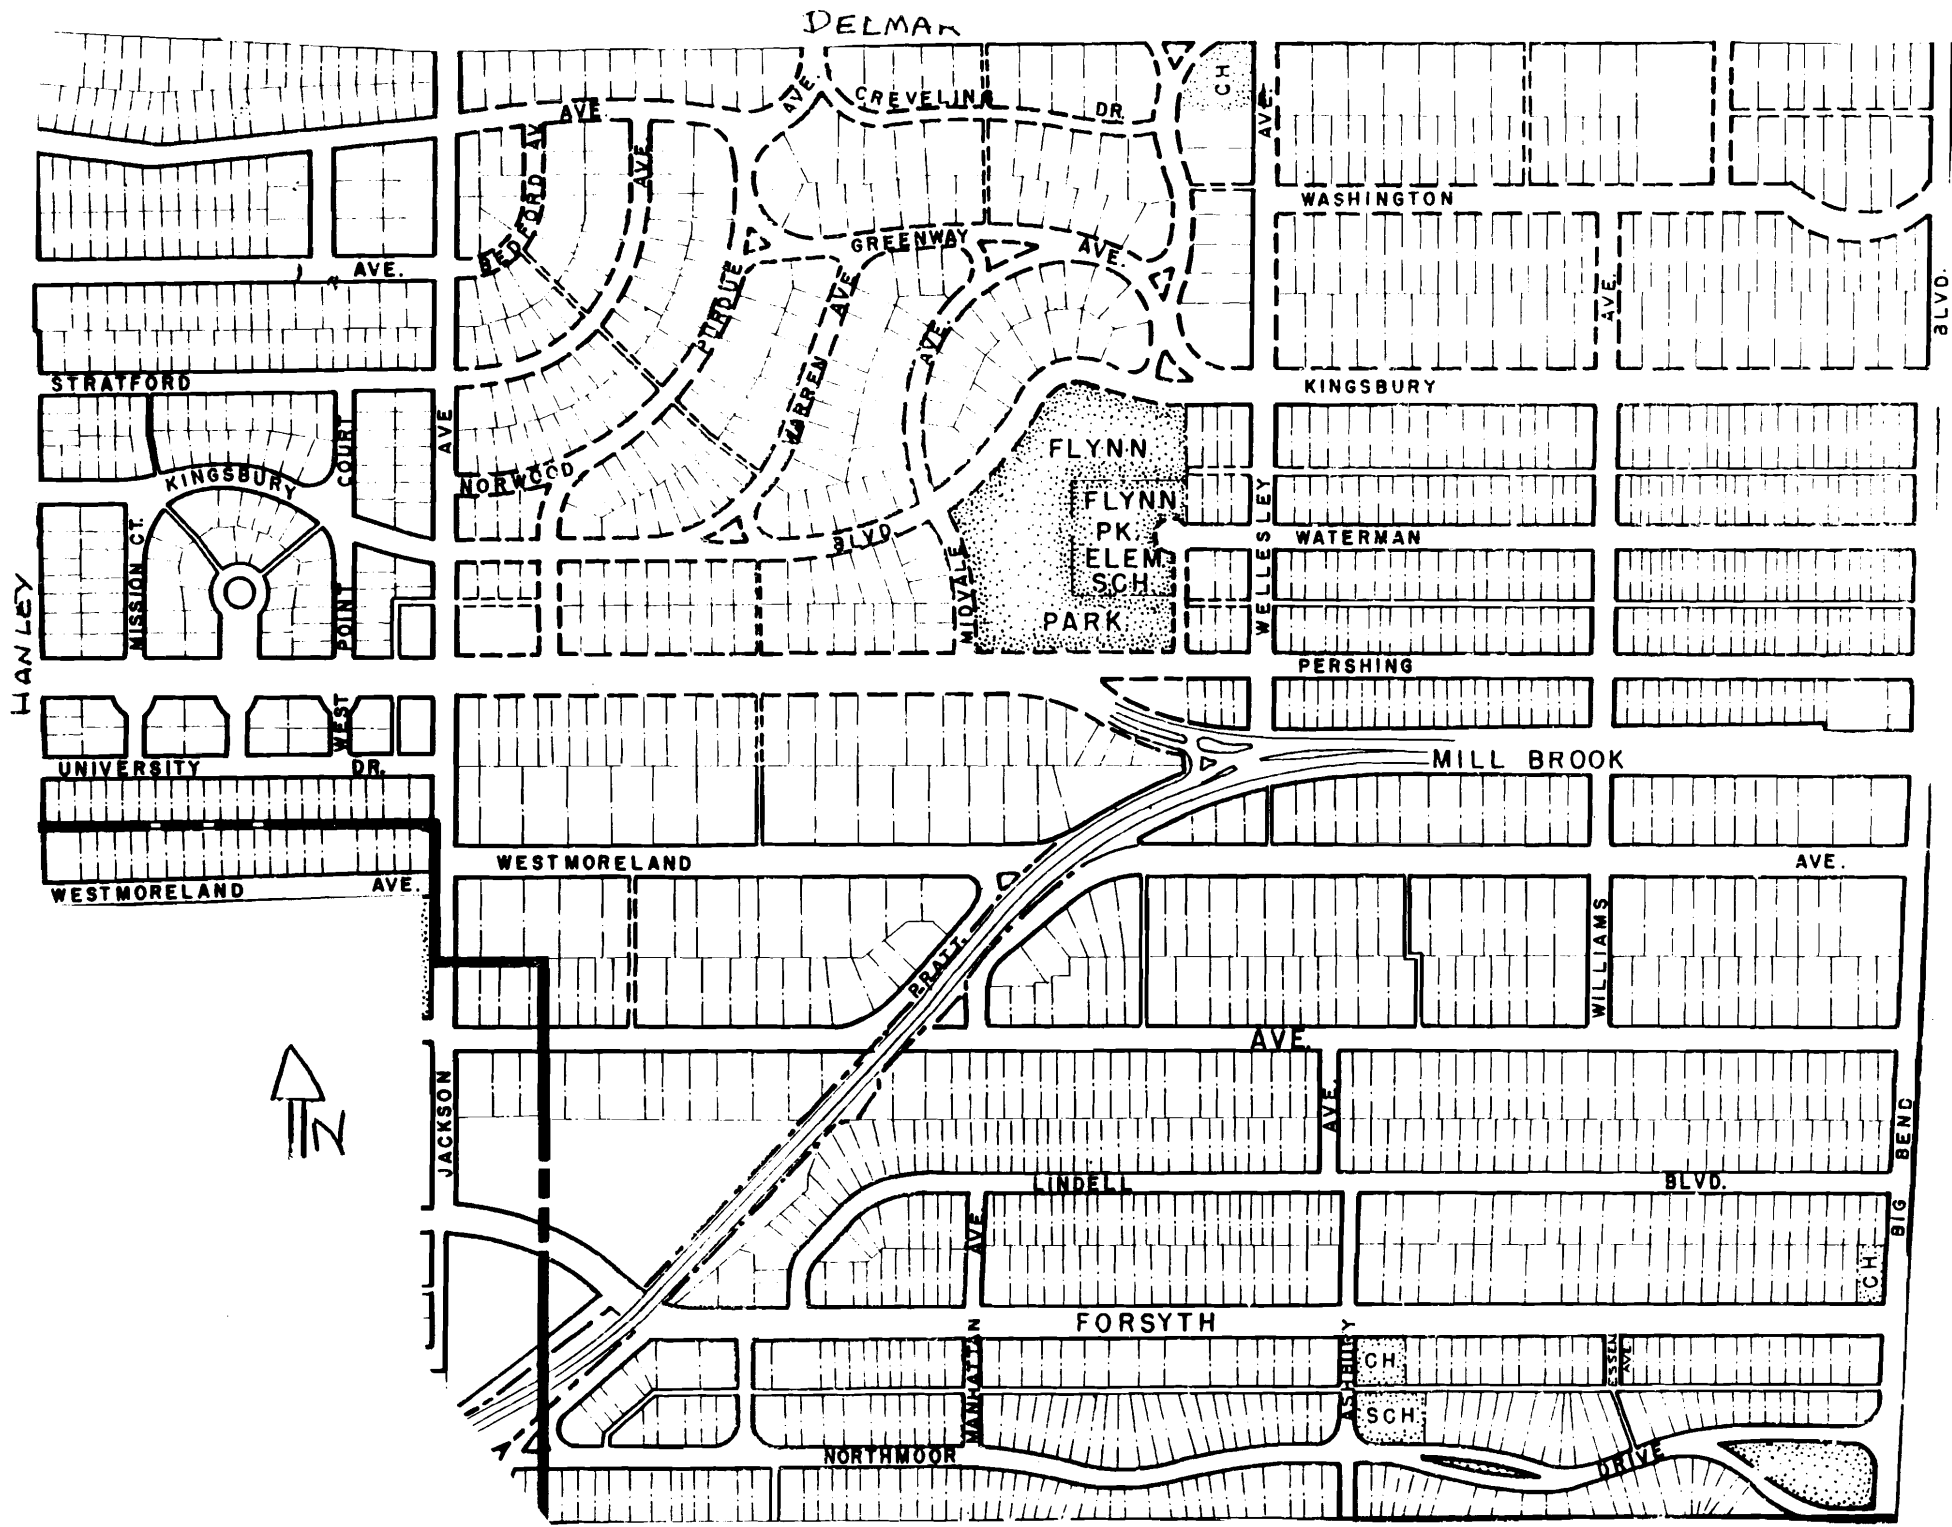 DELMAR
CH
AVE.
CREVELING
DR.
AVE.
AVE
BEDFORD AV
AVE
WASHINGTON
GREENWAY
AVE.
AVE.
PURDUE
AVE
AVE
BLVD.
AVE.
STRATFORD
KINGSBURY
WARREN
COURT
AVE
FLYNN
KINGSBURY
NORWOOD
FLYNN
PK.
ELEM
SCH
PARK
WELLESLEY
WATERMAN
BLVD
MISSION CT.
MIDVALE
POINT
HANLEY
PERSHING
WEST
UNIVERSITY
DR.
MILL BROOK
WESTMORELAND
AVE.
WESTMORELAND
AVE.
WILLIAMS
PRATT
AVE.
N
JACKSON
AVE.
BEND
LINDELL
BLVD.
BIG
AVE
CH
FORSYTH
MANHATTAN
ASHBURY
CH.
ESSEN
AVE
SCH
NORTHMOOR
DRIVE